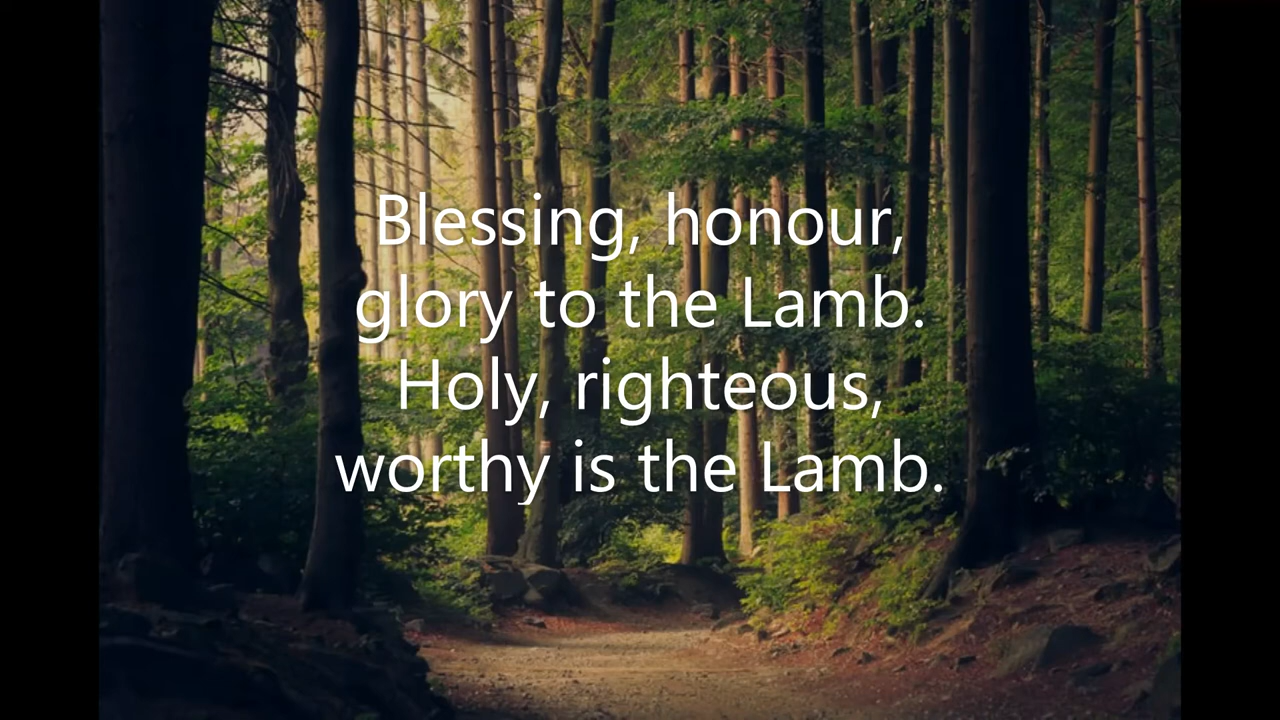 Blessing, honour,
glory to the Lamb.
Holy, righteous,
worthy is the Lamb.